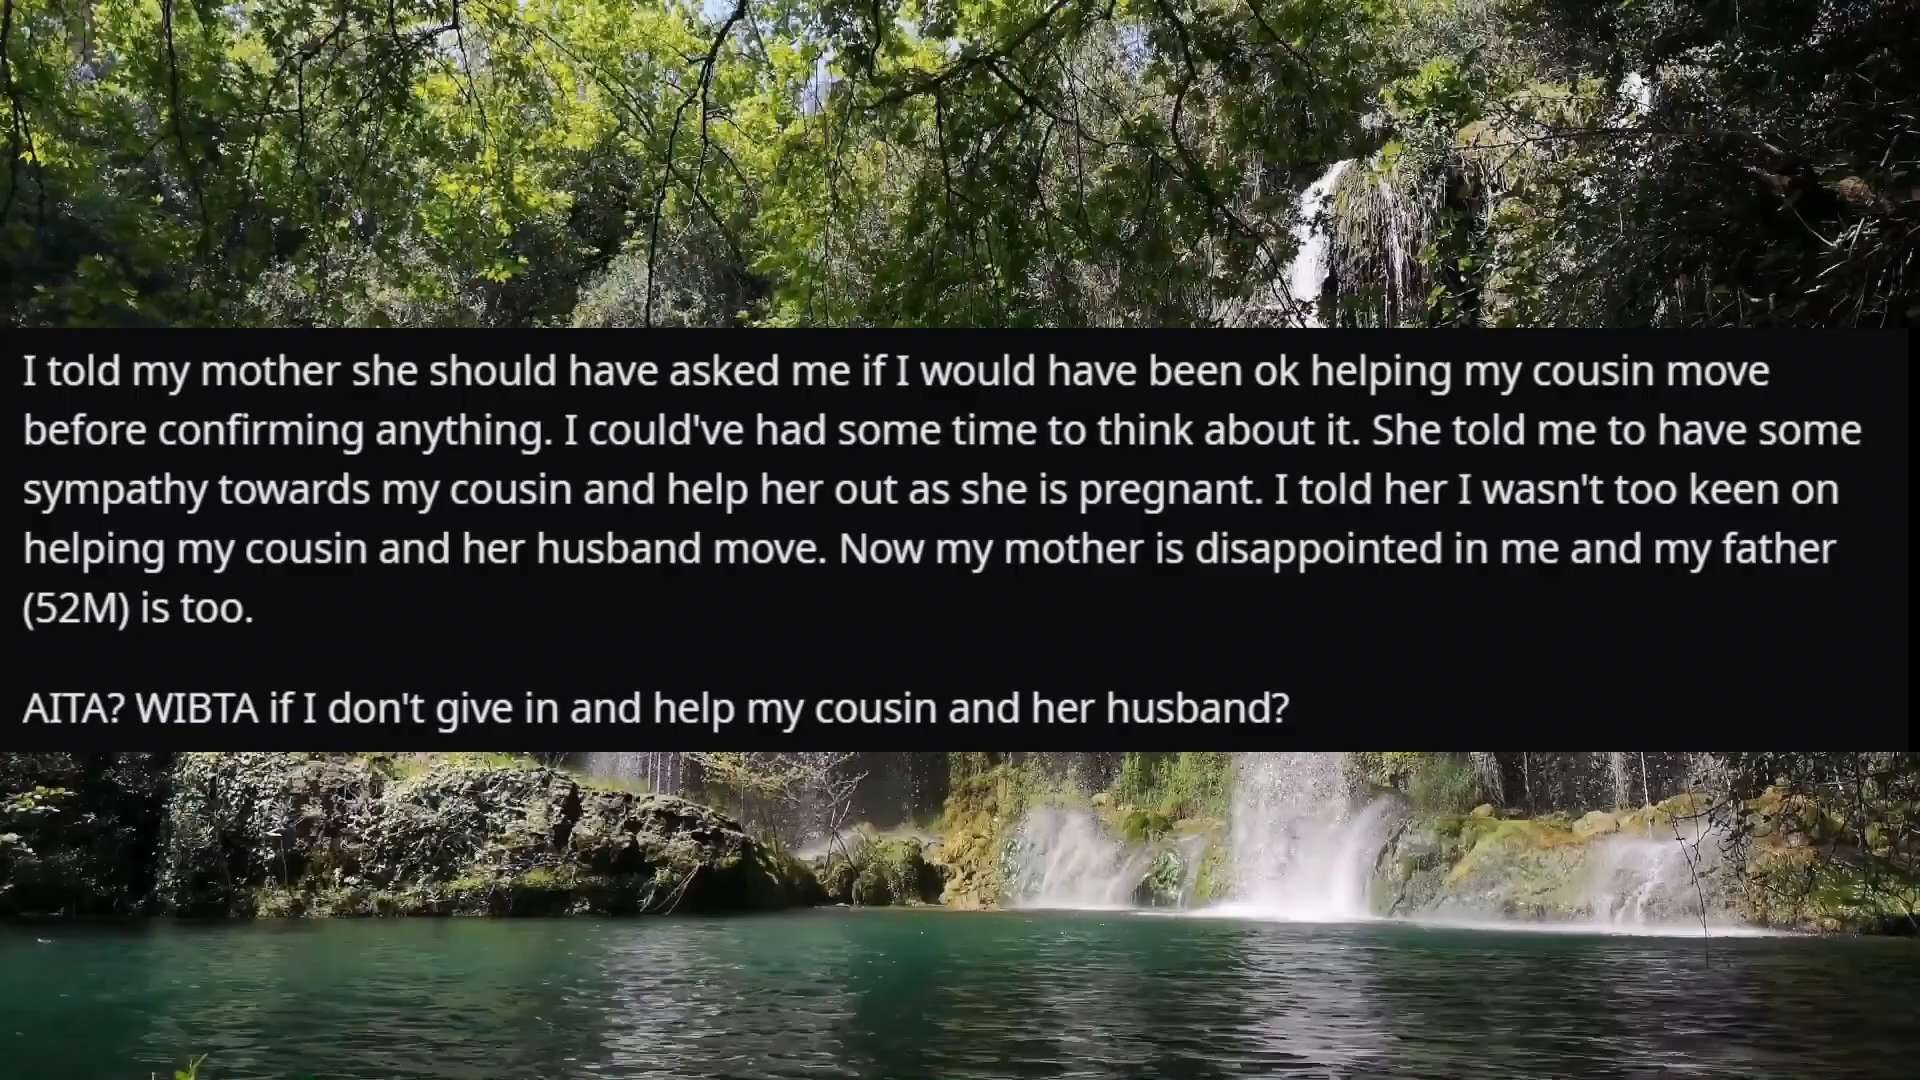 I told my mother she should have asked me if I would have been ok helping my cousin move
before confirming anything. I could've had some time to think about it. She told me to have some
sympathy towards my cousin and help her out as she is pregnant. I told her I wasn't too keen on
helping my cousin and her husband move. Now my mother is disappointed in me and my father
(52M) is too.
AITA? WIBTA if I don't give in and help my cousin and her husband?